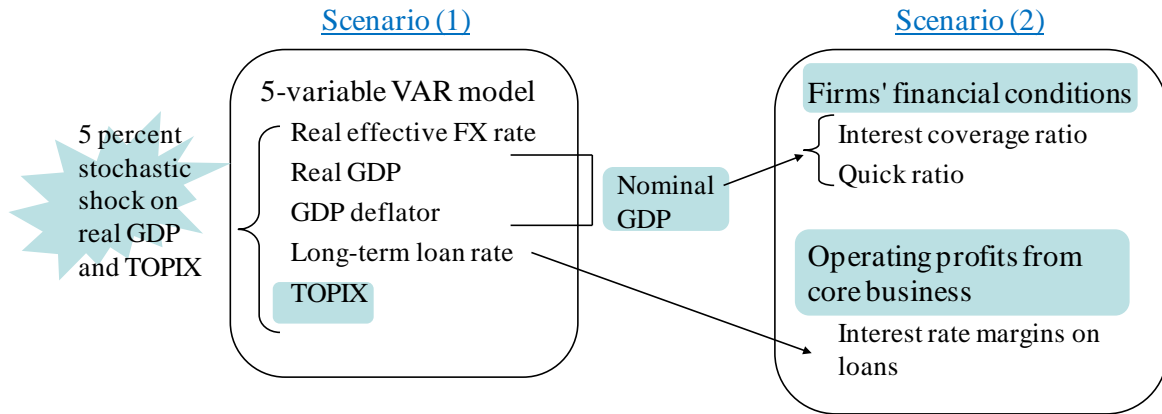 Scenario (1)
5 percent
stochastic
shock on
real GDP
and TOPIX
5-variable VAR model
Real effective FX rate
Real GDP
GDP deflator
Long-term loan rate
TOPIX
Nominal
GDP
Scenario (2)
Firms' financial conditions
Interest coverage ratio
Quick ratio
Operating profits from
core business
Interest rate margins on
loans